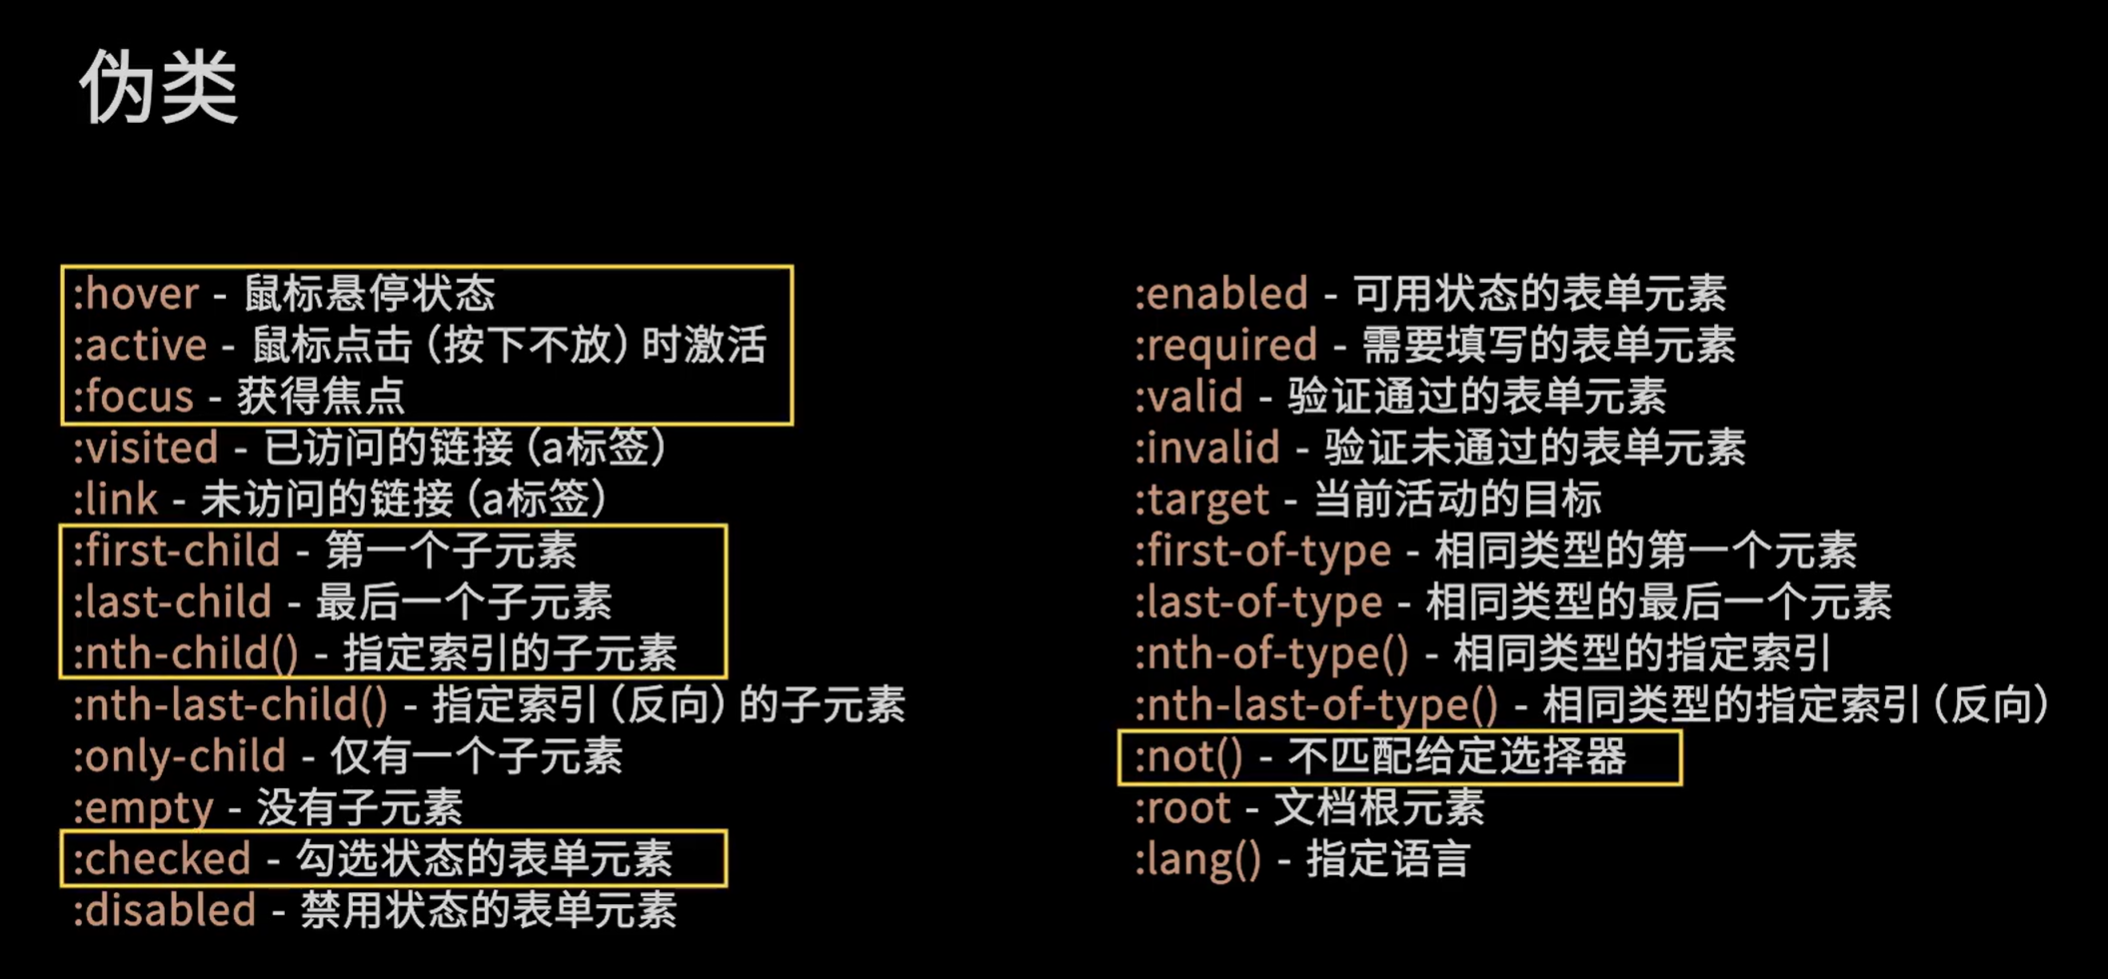 伪类
:hover - 鼠标悬停状态
:active - 鼠标点击（按下不放）时激活
:focus - 获得焦点
:visited - 已访问的链接（a标签）
:link - 未访问的链接（a标签）
:first-child - 第一个子元素
:last-child - 最后一个子元素
:nth-child() - 指定索引的子元素
:nth-last-child() - 指定索引（反向）的子元素
:only-child - 仅有一个子元素
:empty - 没有子元素
:checked - 勾选状态的表单元素
:disabled - 禁用状态的表单元素
:enabled - 可用状态的表单元素
:required - 需要填写的表单元素
:valid - 验证通过的表单元素
:invalid - 验证未通过的表单元素
:target - 当前活动的目标
:first-of-type - 相同类型的第一个元素
:last-of-type - 相同类型的最后一个元素
:nth-of-type() - 相同类型的指定索引
:nth-last-of-type() - 相同类型的指定索引（反向）
:not() - 不匹配给定选择器
:root - 文档根元素
:lang() - 指定语言